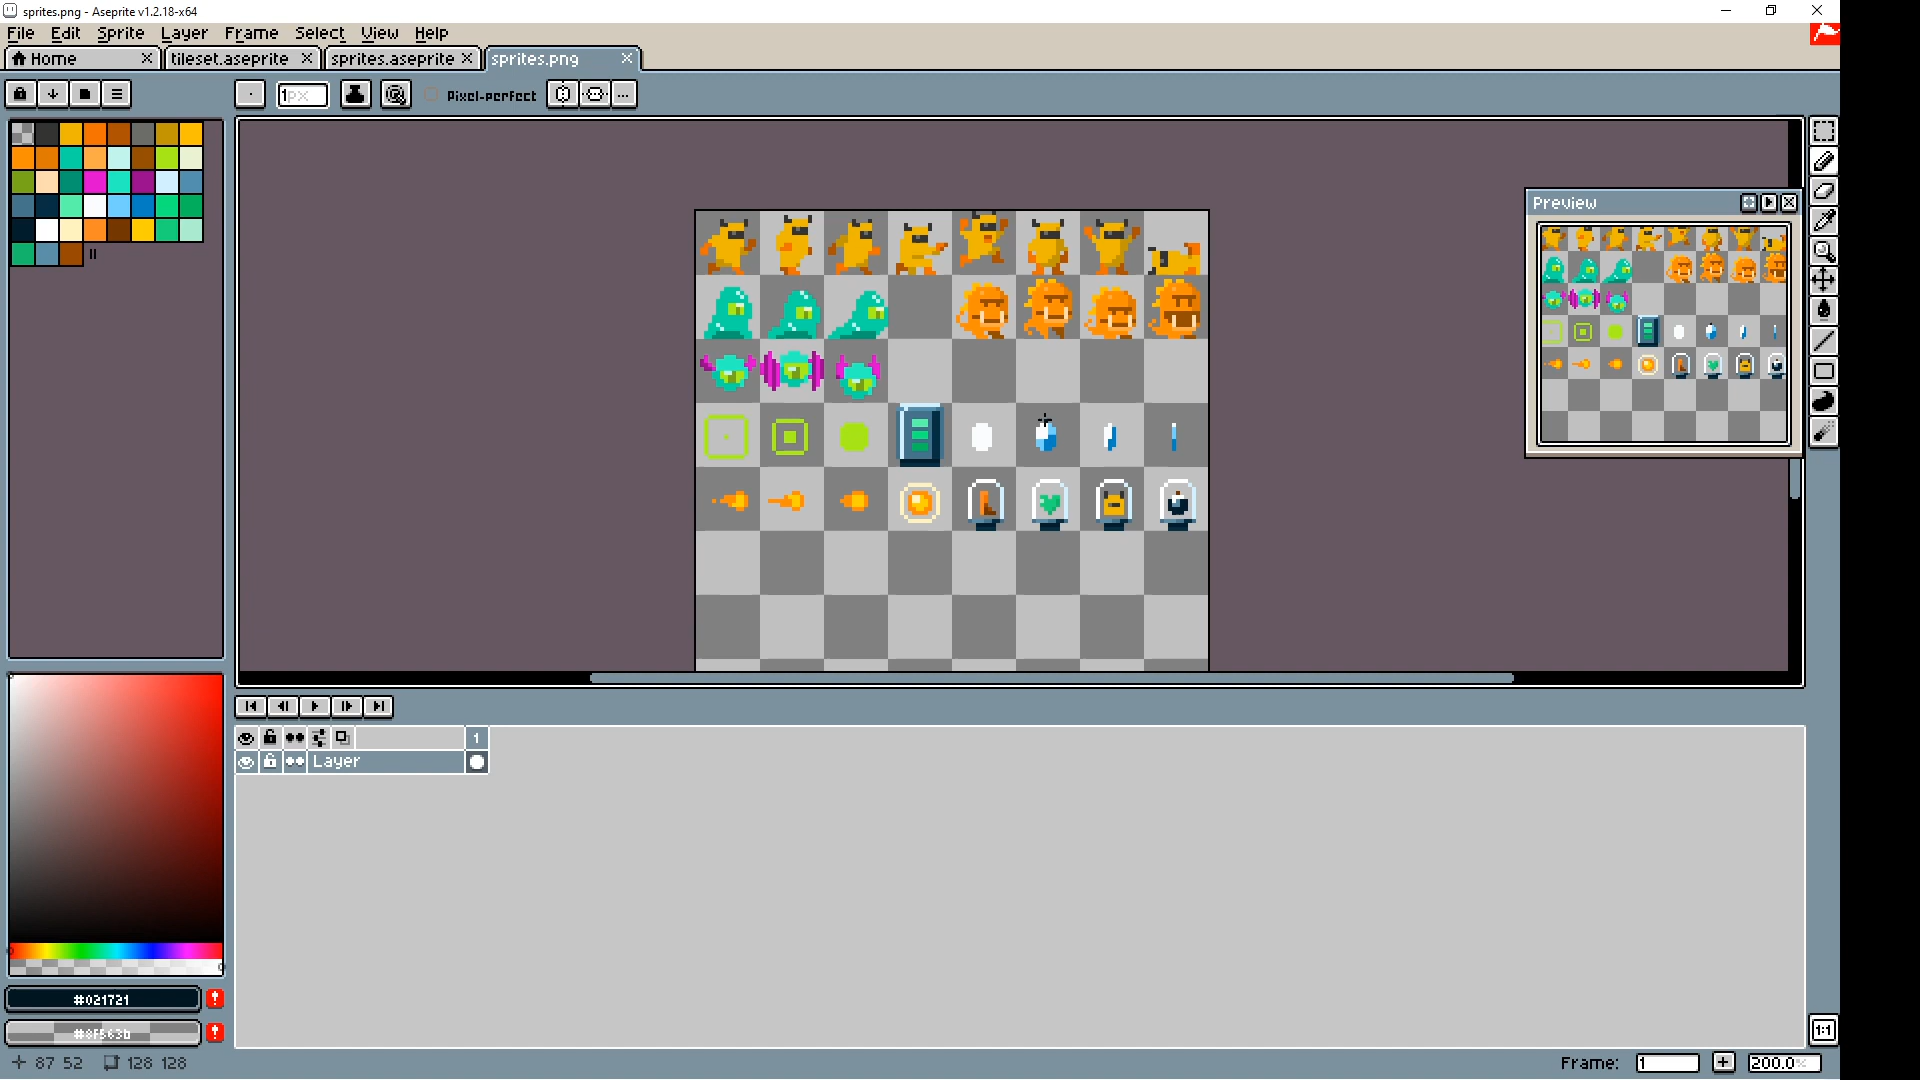 sprites.png - Aseprite v1.2.18-x64
File Edit Sprite Layer Frame Select View Help
Home tileset.aseprite sprites.aseprite sprites.png
1px Pixel-perfect
Preview
1
Layer
#021721
#8f563b
87 52 128 128
1:1
Frame: 1 200.0%